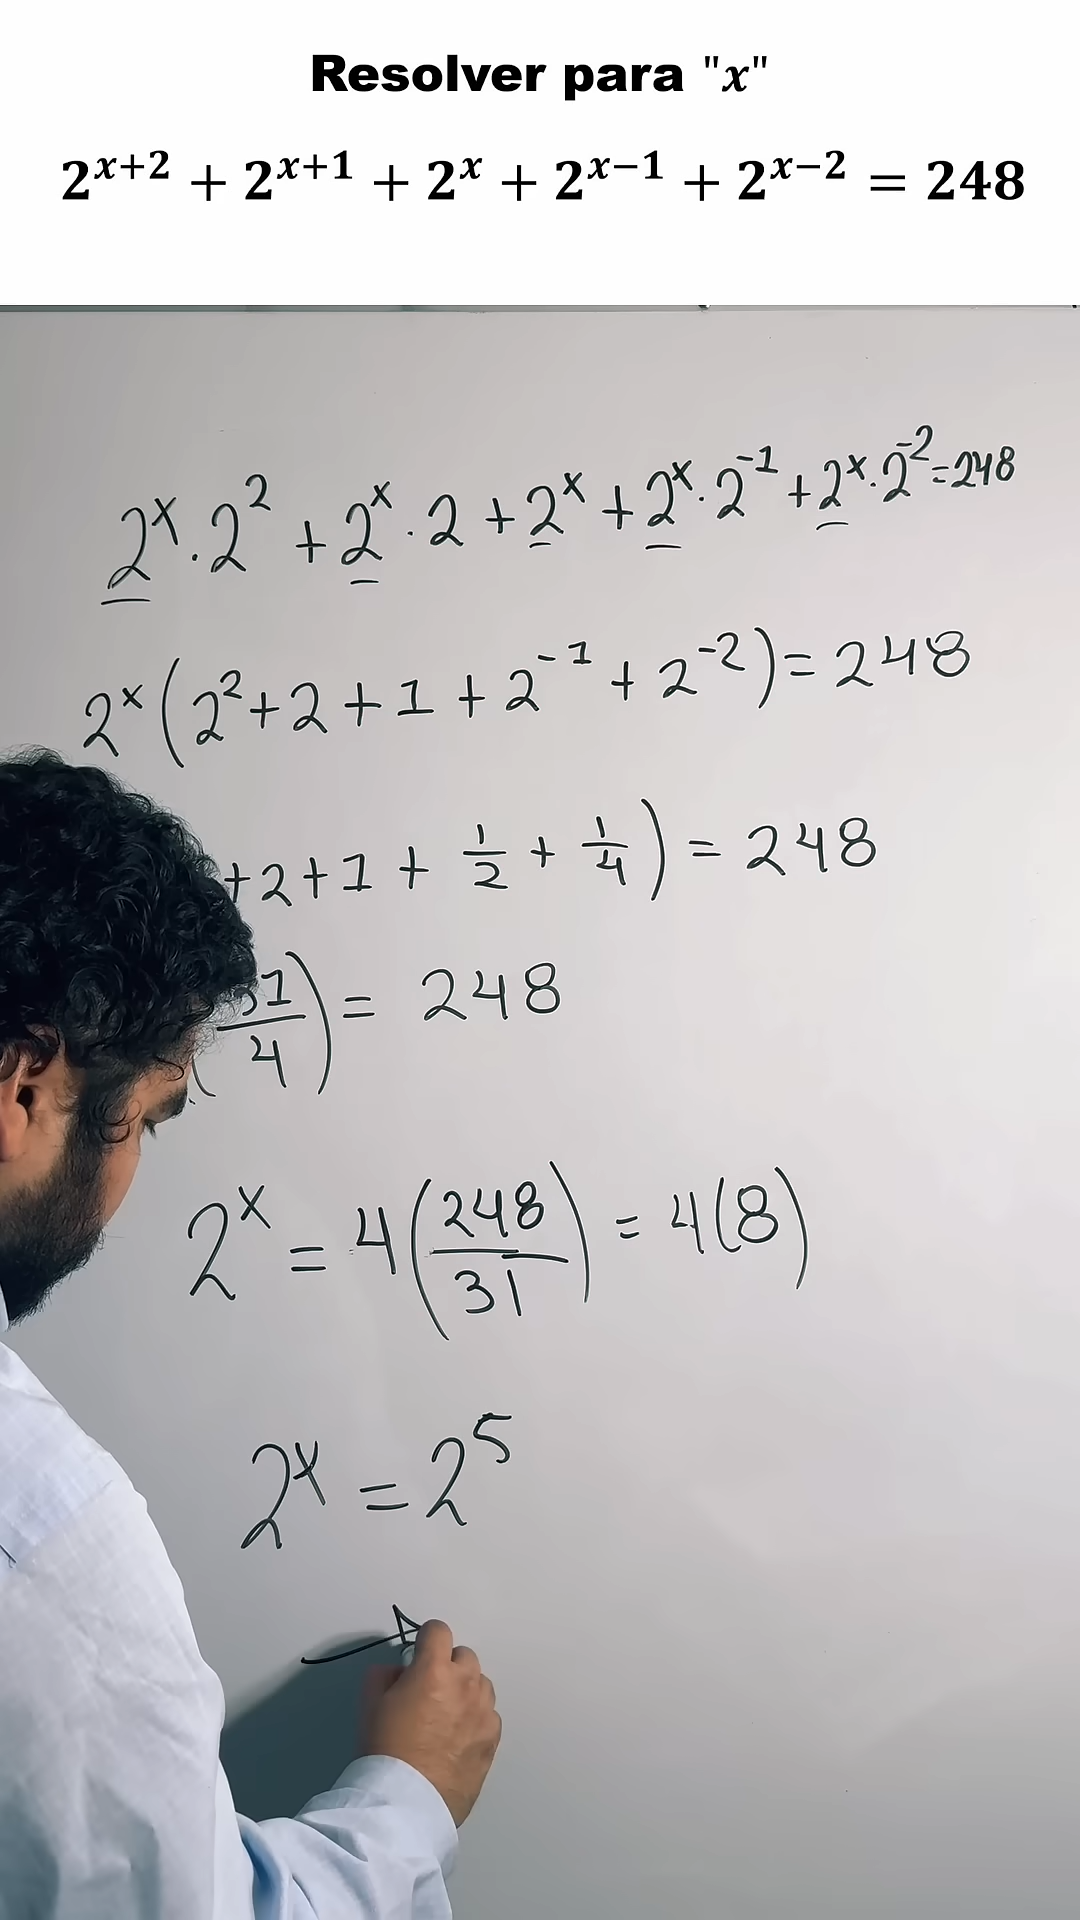 Resolver para "x"
2^{x+2} + 2^{x+1} + 2^x + 2^{x−1} + 2^{x−2} = 248
2^x · 2^2 + 2^x · 2 + 2^x + 2^x · 2^{-1} + 2^x · 2^{-2} = 248
2^x (2^2 + 2 + 1 + 2^{-1} + 2^{-2}) = 248
+ 2 + 1 + 1/2 + 1/4) = 248
(31/4) = 248
2^x = 4(248/31) = 4(8)
2^x = 2^5